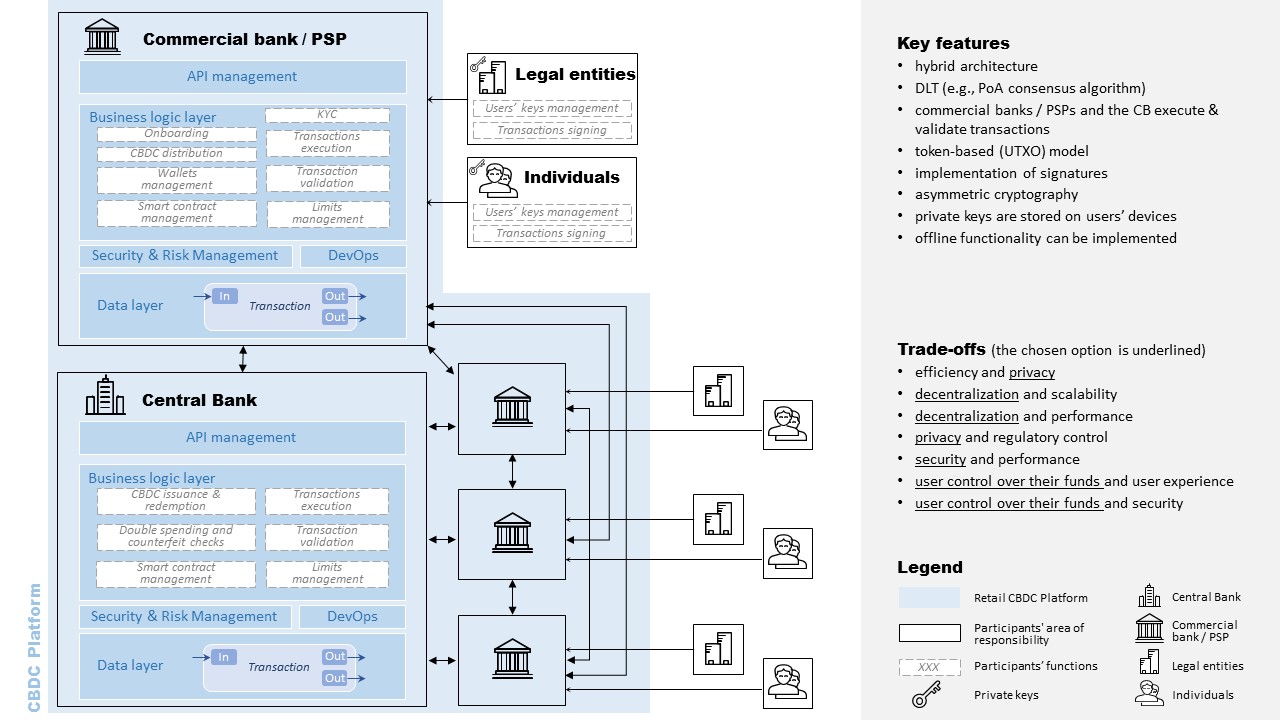 Commercial bank / PSP
API management
Business logic layer
KYC
Onboarding
Transactions
execution
CBDC distribution
Wallets
management
Transaction
validation
Smart contract
management
Limits
management
Security & Risk Management
DevOps
Data layer
In
Transaction
Out
Out
Legal entities
Users' keys management
Transactions signing
Individuals
Users' keys management
Transactions signing
Central Bank
API management
Business logic layer
CBDC issuance &
redemption
Transactions
execution
Double spending and
counterfeit checks
Transaction
validation
Smart contract
management
Limits
management
Security & Risk Management
DevOps
Data layer
In
Transaction
Out
Out
CBDC Platform
Key features
• hybrid architecture
• DLT (e.g., PoA consensus algorithm)
• commercial banks / PSPs and the CB execute &
validate transactions
• token-based (UTXO) model
• implementation of signatures
• asymmetric cryptography
• private keys are stored on users' devices
• offline functionality can be implemented
Trade-offs (the chosen option is underlined)
• efficiency and privacy
• decentralization and scalability
• decentralization and performance
• privacy and regulatory control
• security and performance
• user control over their funds and user experience
• user control over their funds and security
Legend
Retail CBDC Platform
Central Bank
Participants' area of
responsibility
Commercial
bank / PSP
XXX
Participants' functions
Legal entities
Private keys
Individuals